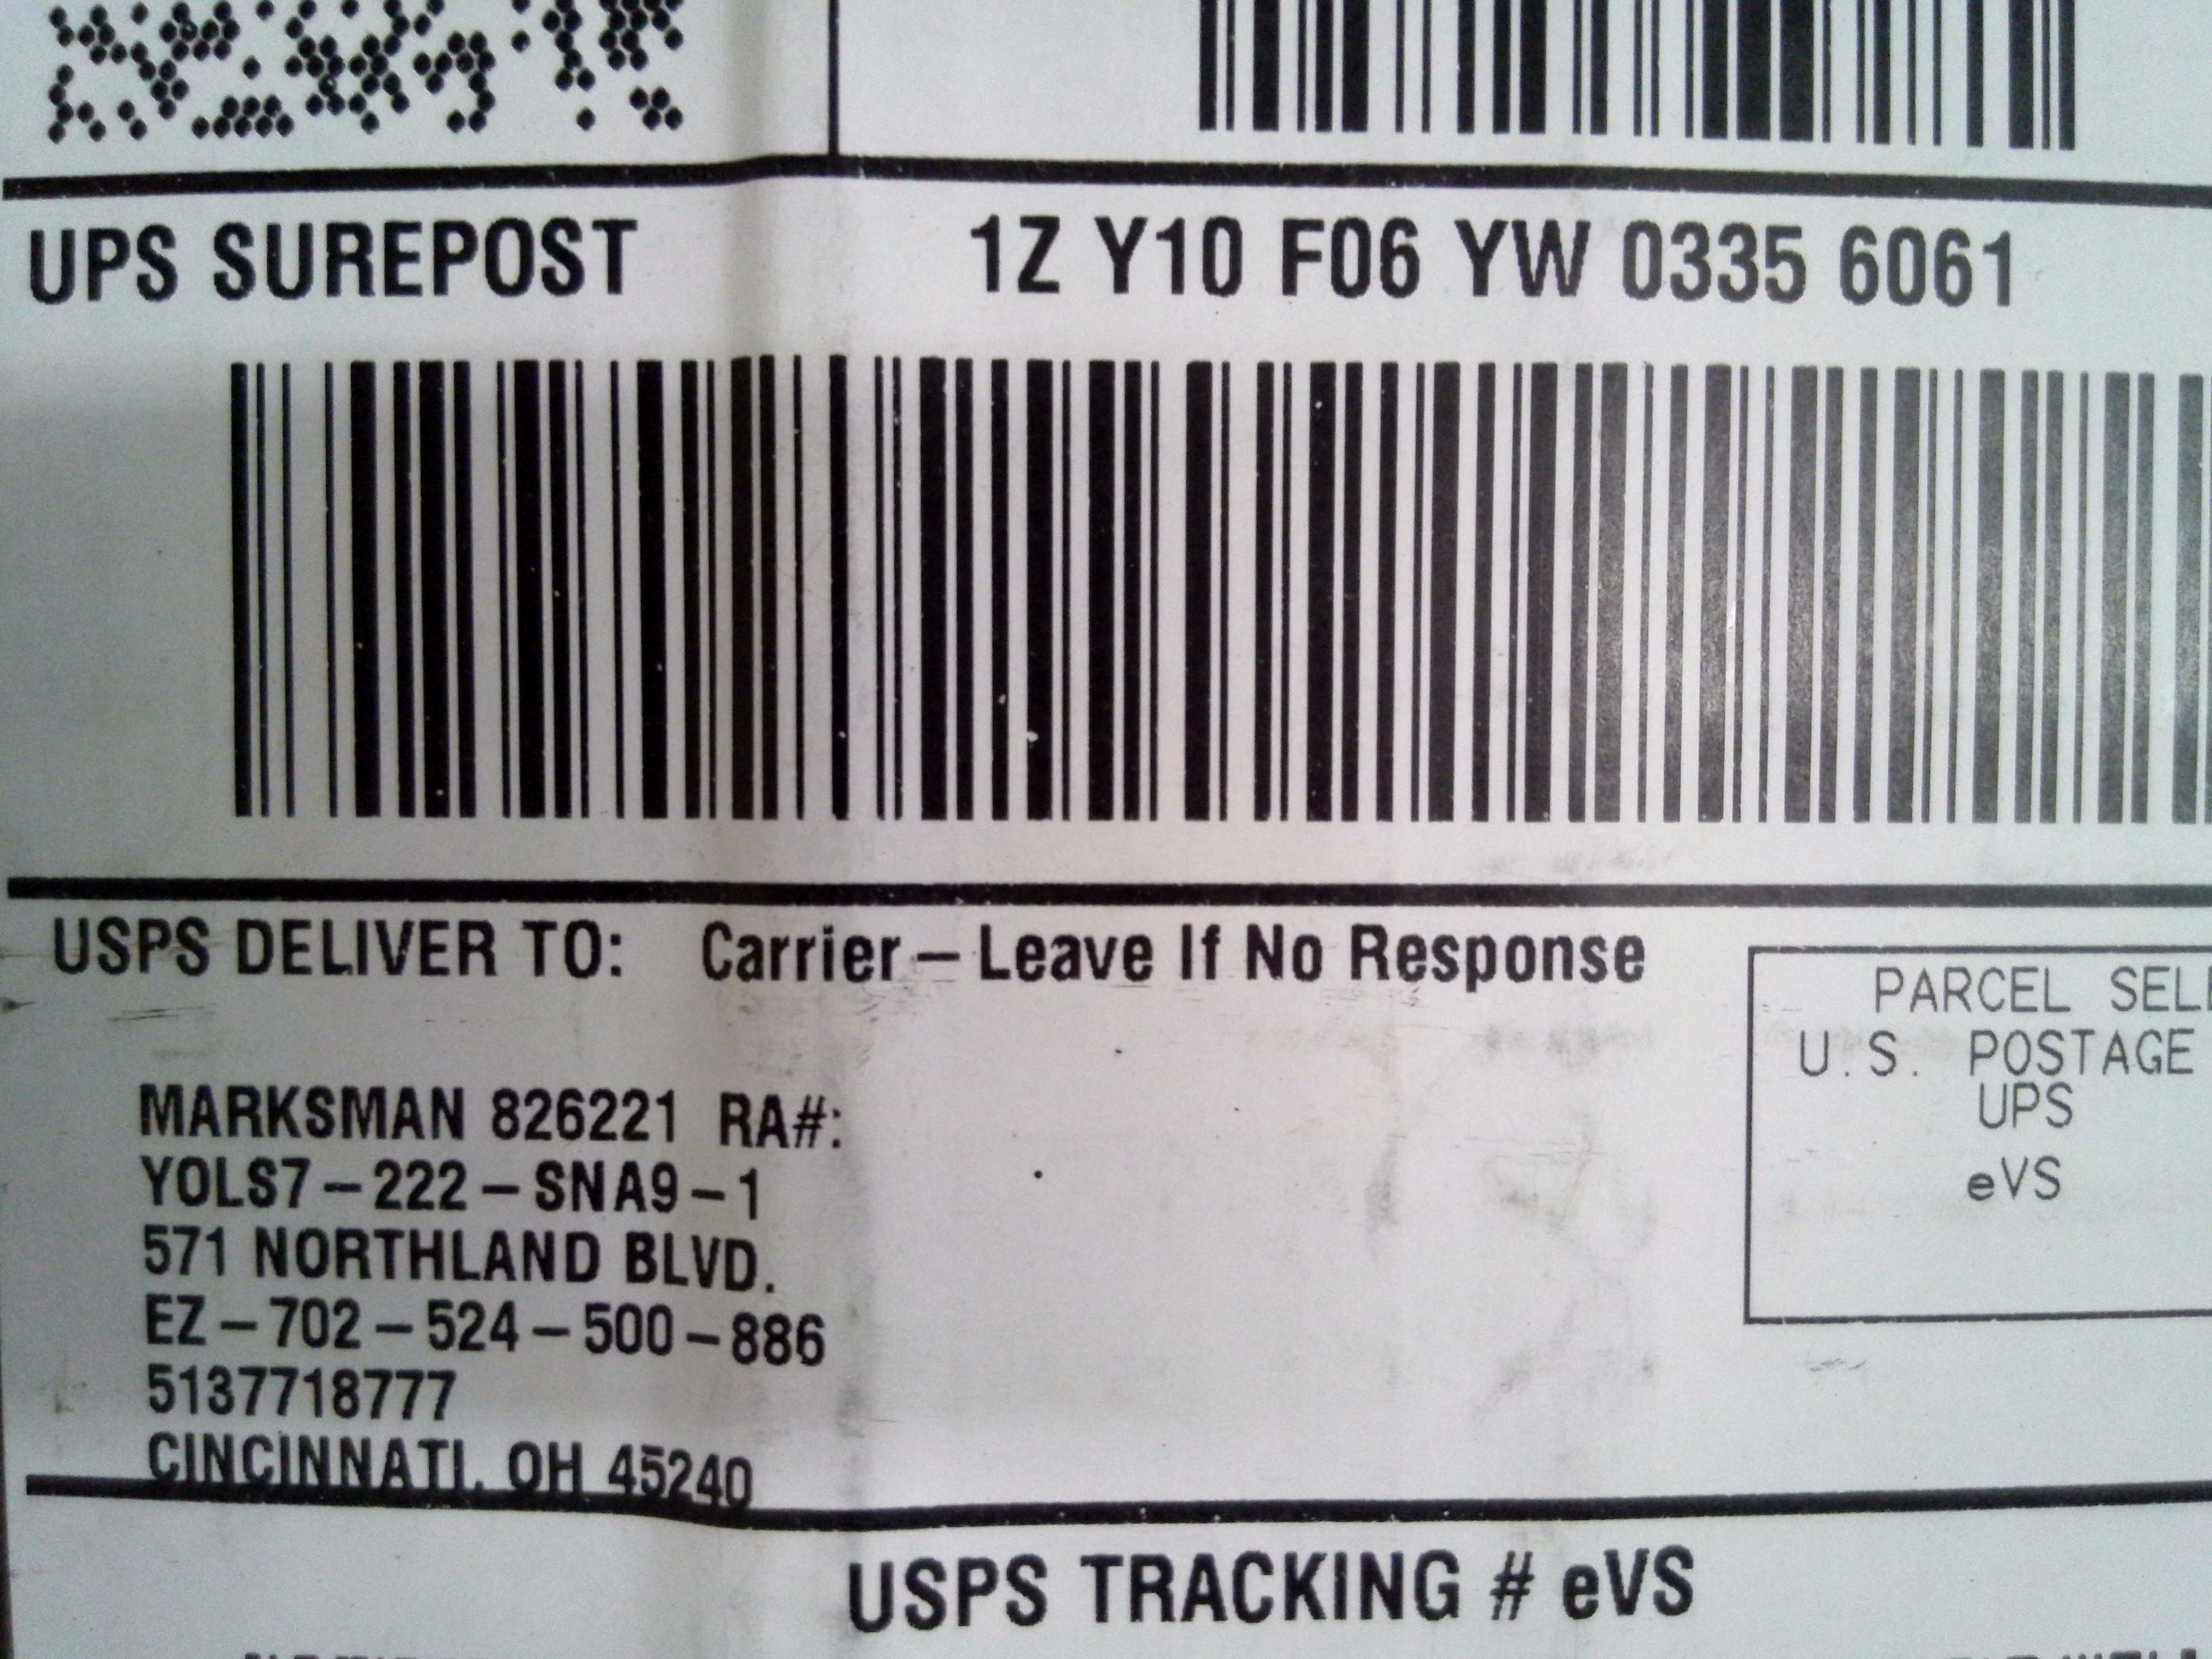 UPS SUREPOST 1Z Y10 F06 YW 0335 6061
USPS DELIVER TO: Carrier – Leave If No Response
PARCEL
U.S. POSTAGE
UPS
eVS
MARKSMAN 826221 RA#:
YOLS7-222-SNA9-1
571 NORTHLAND BLVD.
EZ-702-524-500-886
5137718777
CINCINNATI, OH 45240
USPS TRACKING # eVS